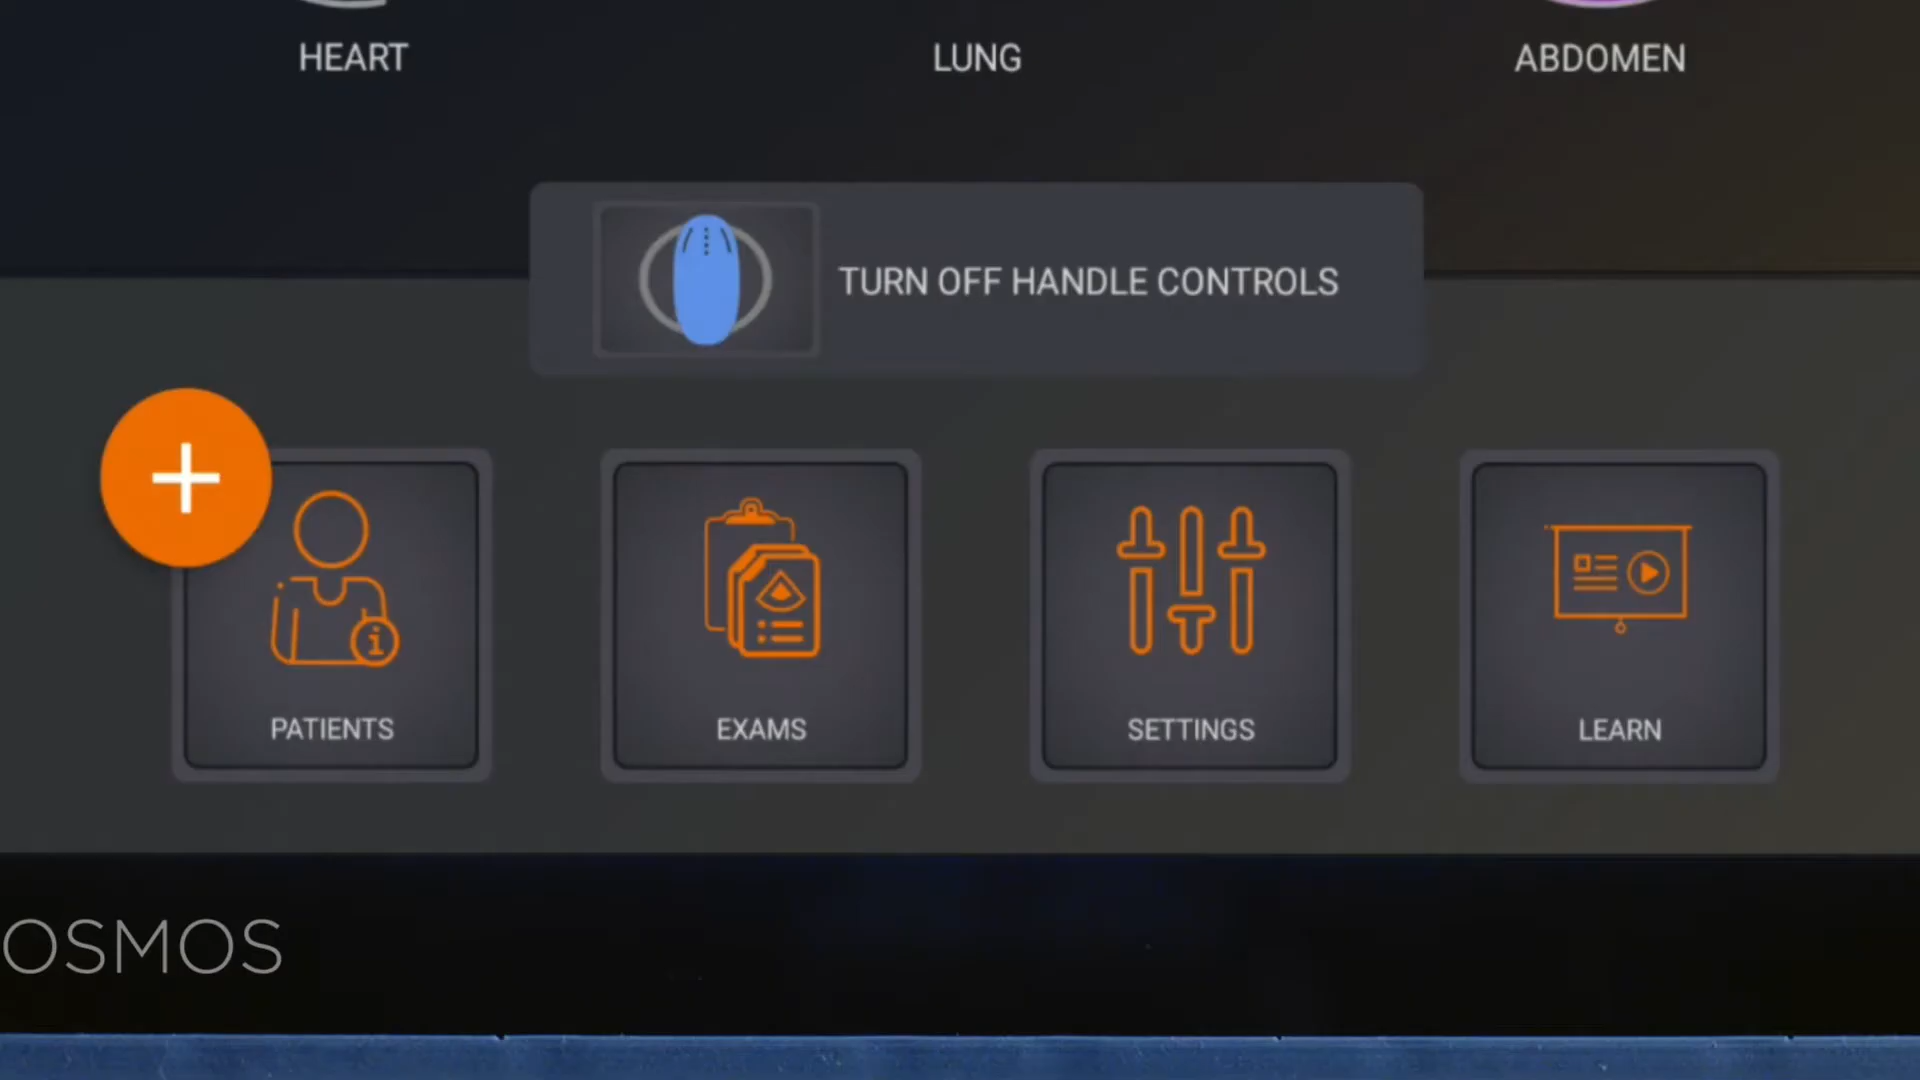 HEART
LUNG
ABDOMEN
TURN OFF HANDLE CONTROLS
PATIENTS
EXAMS
SETTINGS
LEARN
OSMOS